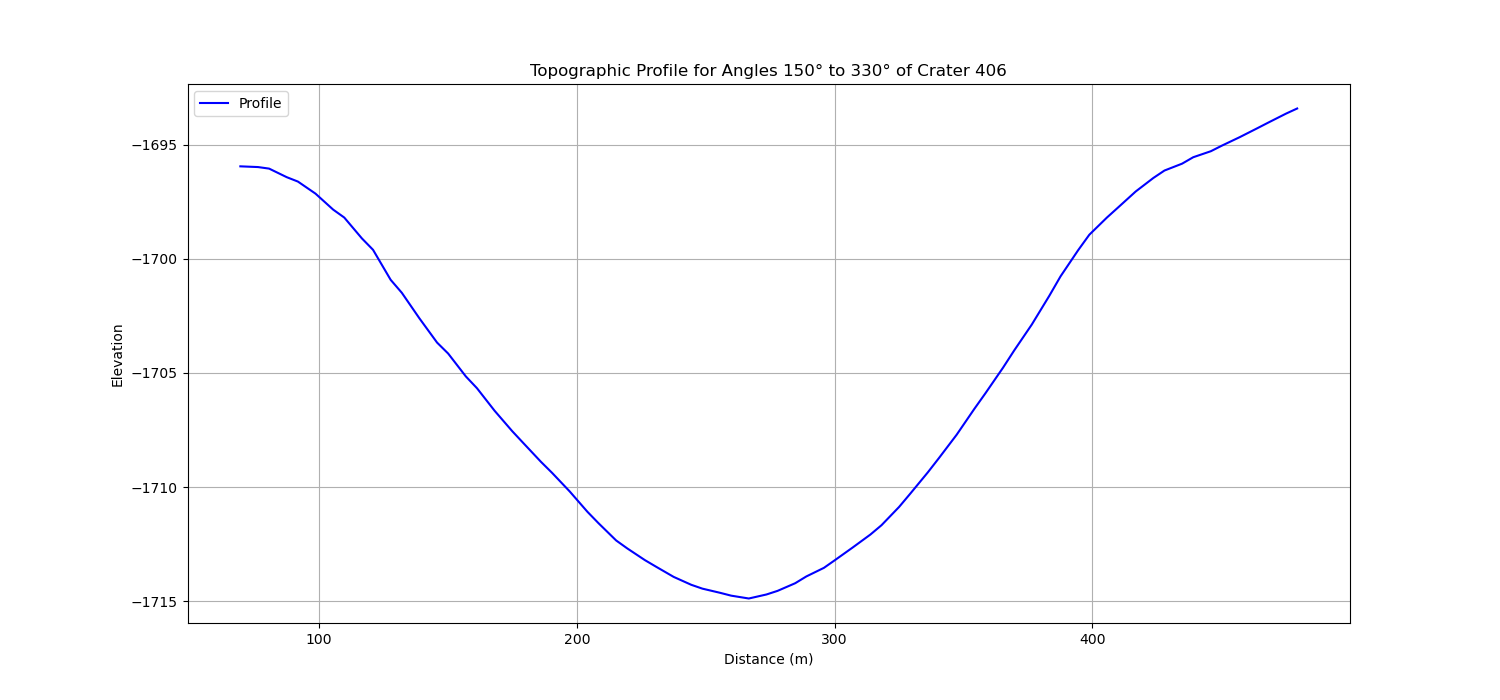 Topographic Profile for Angles 150° to 330° of Crater 406
Profile
−1695
−1700
−1705
−1710
−1715
Elevation
100 200 300 400
Distance (m)